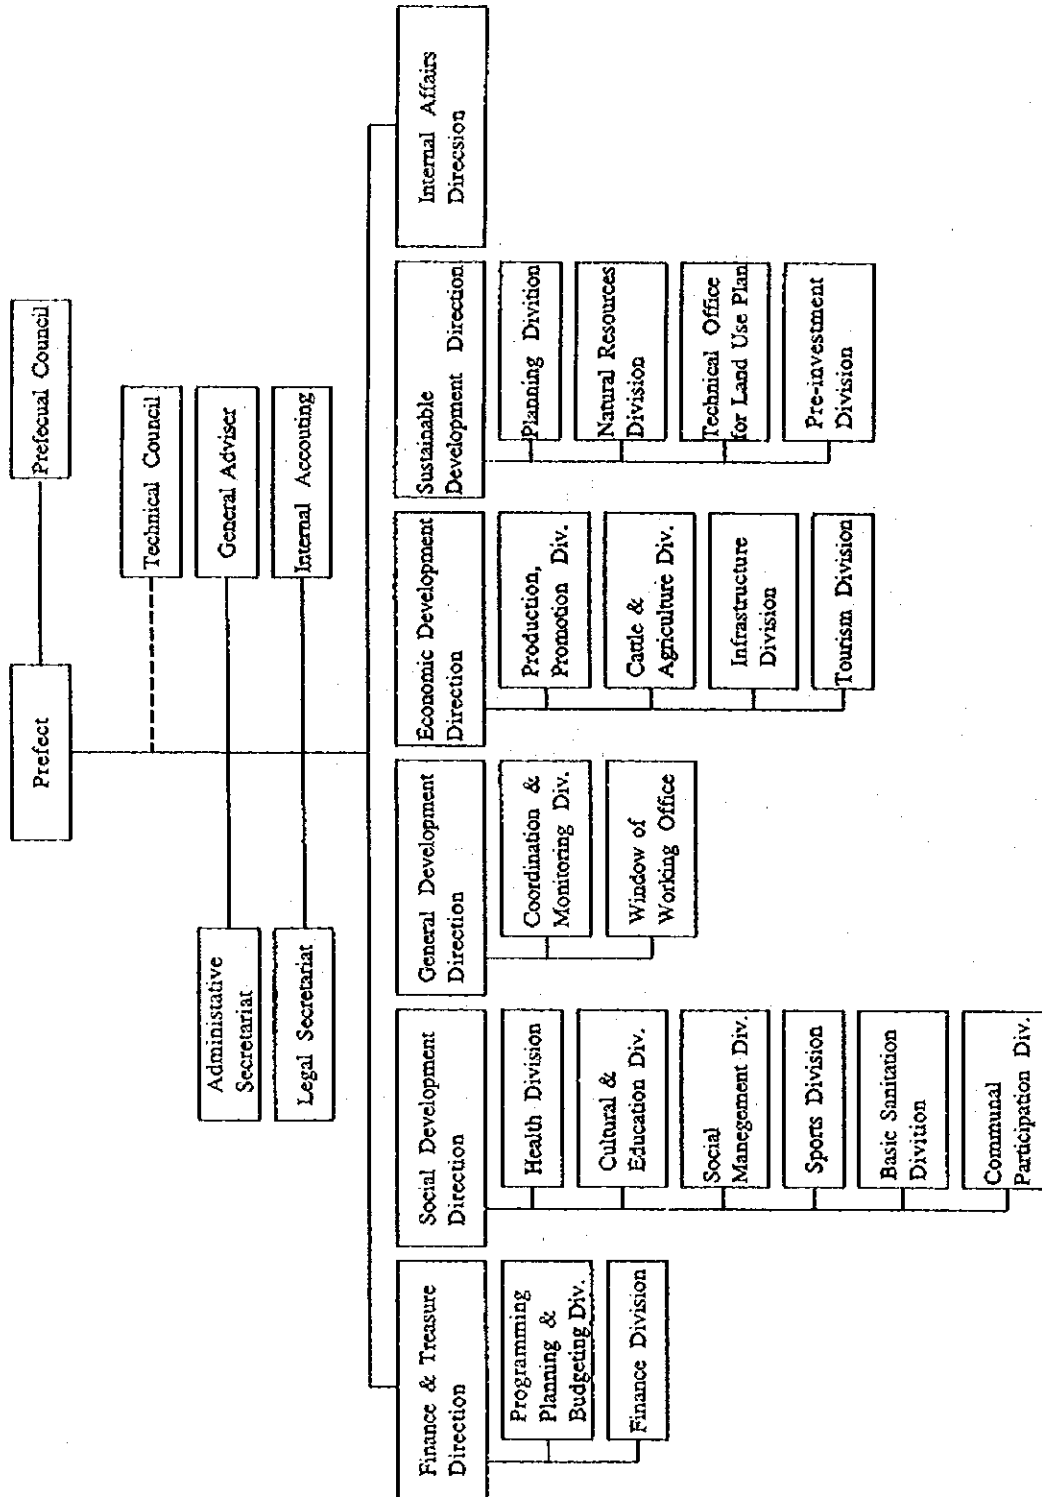 Prefect
Prefecual Council
Technical Council
Administative
Secretariat
General Adviser
Legal Secretariat
Internal Accouting
Finance & Treasure
Direction
Programming
Planning &
Budgeting Div.
Finance Division
Social Development
Direction
Health Division
Cultural &
Education Div.
Social
Manegement Div.
Sports Division
Basic Sanitation
Divition
Communal
Participation Div.
General Development
Direction
Coordination &
Monitoring Div.
Window of
Working Office
Economic Development
Direction
Production,
Promotion Div.
Cattle &
Agriculture Div.
Infrastructure
Division
Tourism Division
Sustainable
Development Direction
Planning Divition
Natural Resources
Division
Technical Office
for Land Use Plan
Pre-investment
Division
Internal Affairs
Direcsion